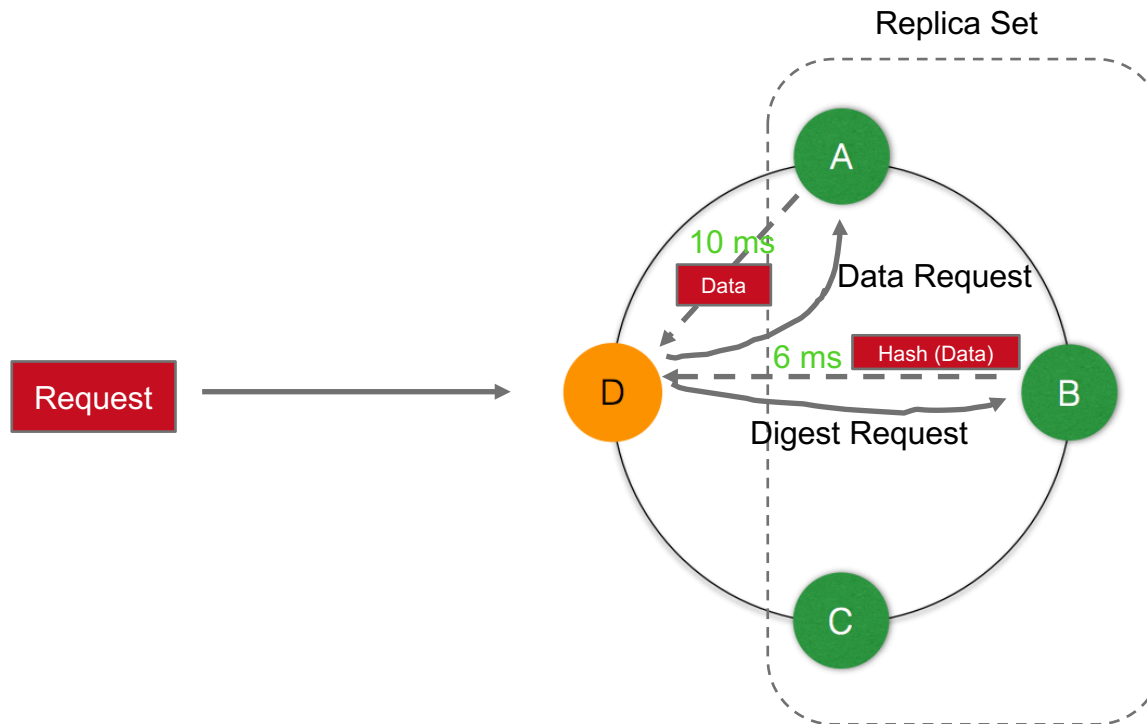 Replica Set
A
10 ms
Data
Data Request
6 ms
Hash (Data)
Request
D
B
Digest Request
C